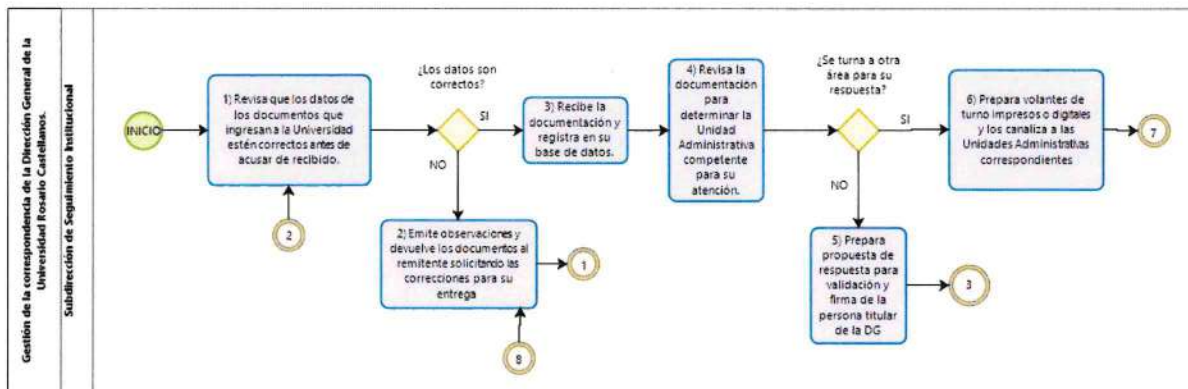 Gestión de la correspondencia de la Dirección General de la
Universidad Rosario Castellanos.
Subdirección de Seguimiento Institucional
INICIO
1) Revisa que los datos de
los documentos que
ingresan a la Universidad
estén correctos antes de
acusar de recibido.
2
¿Los datos son
correctos?
SI
NO
2) Emite observaciones y
devuelve los documentos al
remitente solicitando las
correcciones para su
entrega
1
8
3) Recibe la
documentación y
registra en su
base de datos.
4) Revisa la
documentación
para
determinar la
Unidad
Administrativa
competente
para su
atención.
¿Se turna a otra
área para su
respuesta?
SI
NO
5) Prepara
propuesta de
respuesta para
validación y
firma de la
persona titular
de la DG
3
6) Prepara volantes de
turno impresos o digitales
y los canaliza a las
Unidades Administrativas
correspondientes
7